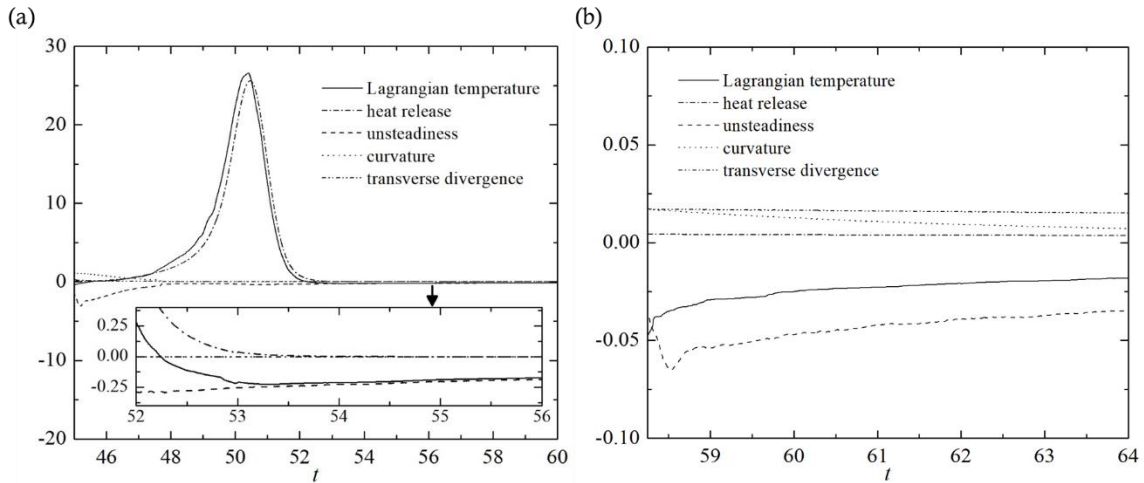 (a)
30
20
10
0
-10
-20
Lagrangian temperature
heat release
unsteadiness
curvature
transverse divergence
0.25
0.00
-0.25
52 53 54 55 56
46 48 50 52 54 56 58 60
t
(b)
0.10
0.05
0.00
-0.05
-0.10
Lagrangian temperature
heat release
unsteadiness
curvature
transverse divergence
59 60 61 62 63 64
t